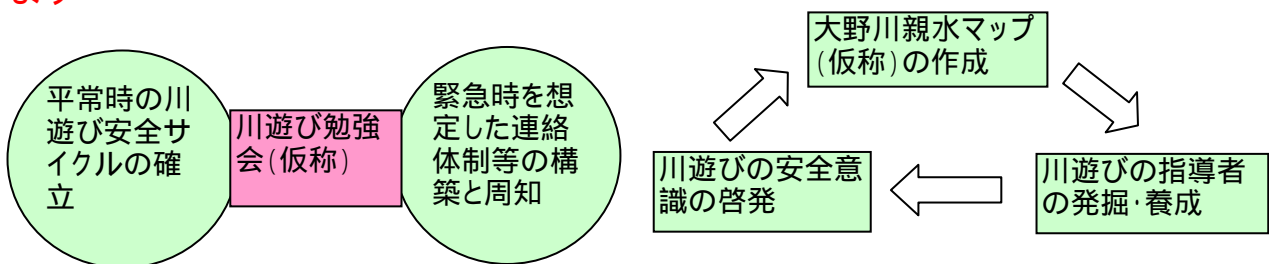 平常時の川
遊び安全サ
イクルの確
立
川遊び勉強
会(仮称)
緊急時を想
定した連絡
体制等の構
築と周知
大野川親水マップ
(仮称)の作成
川遊びの安全意
識の啓発
川遊びの指導者
の発掘・養成